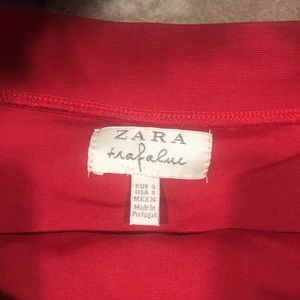 ZARA
trafaluc
EUR S
USA S
MEX 26
Made in
Portugal